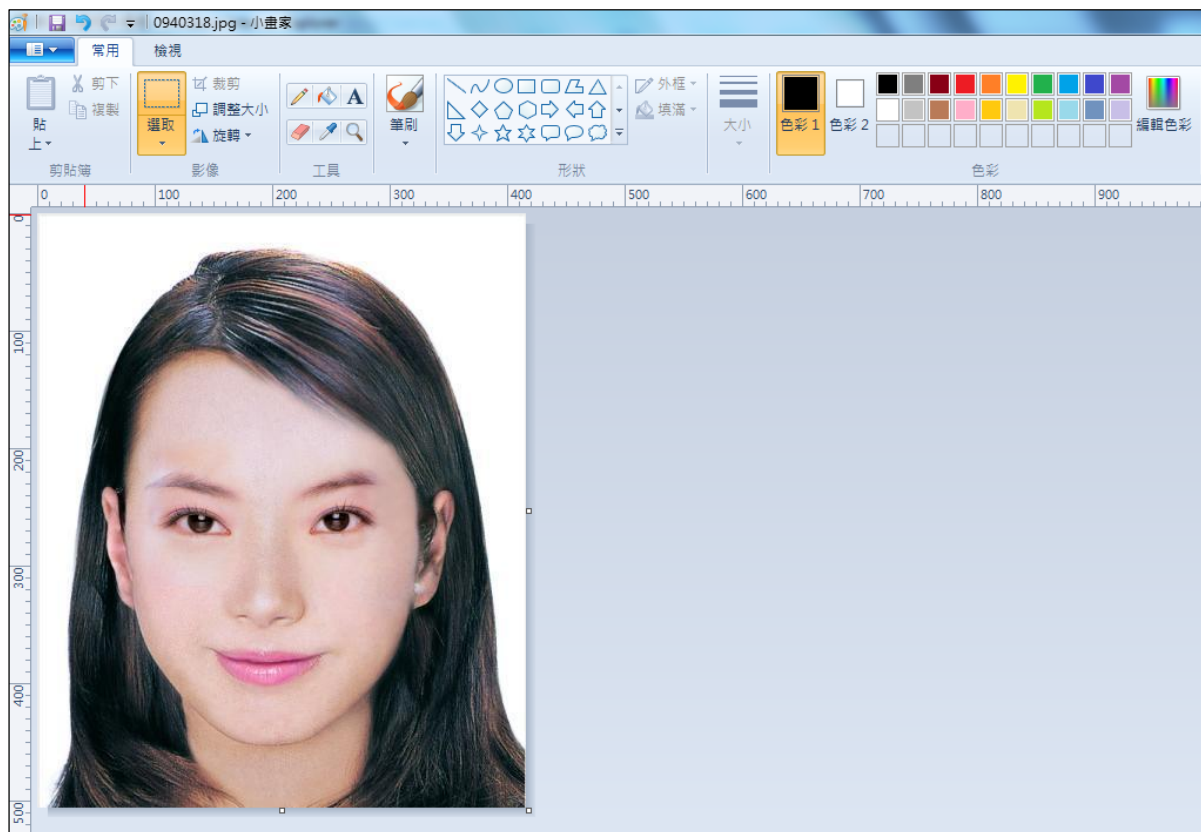 0940318.jpg - 小畫家
常用 檢視
剪下
複製
貼上
剪貼簿
選取
裁剪
調整大小
旋轉
影像
A
工具
筆刷
外框
填滿
形狀
大小
色彩 1
色彩 2
編輯色彩
色彩
0 100 200 300 400 500 600 700 800 900
0
100
200
300
400
500